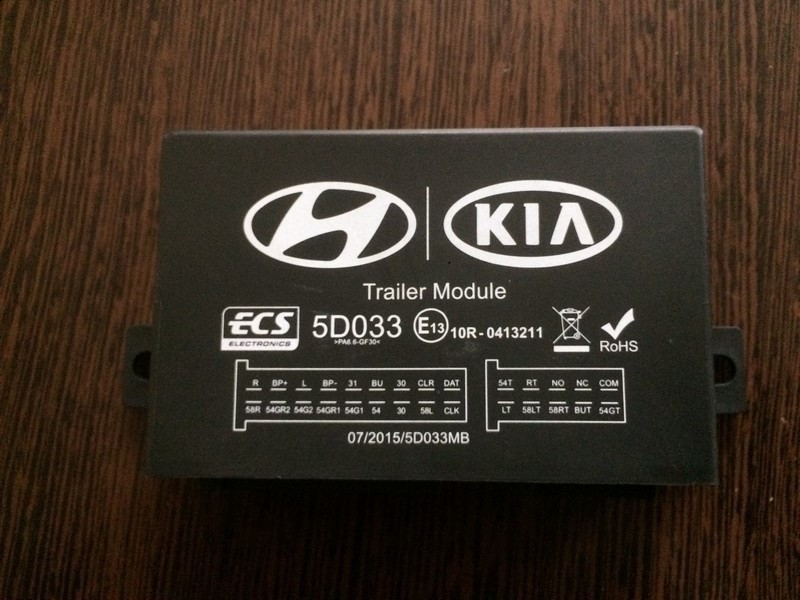 KIA
Trailer Module
ECS ELECTRONICS
5D033
>PA6.6-GF30<
E13 10R-0413211
RoHS
R BP+ L BP- 31 BU 30 CLR DAT
58R 54GR2 54G2 54GR1 54G1 54 30 58L CLK
54T RT NO NC COM
LT 58LT 58RT BUT 54GT
07/2015/5D033MB